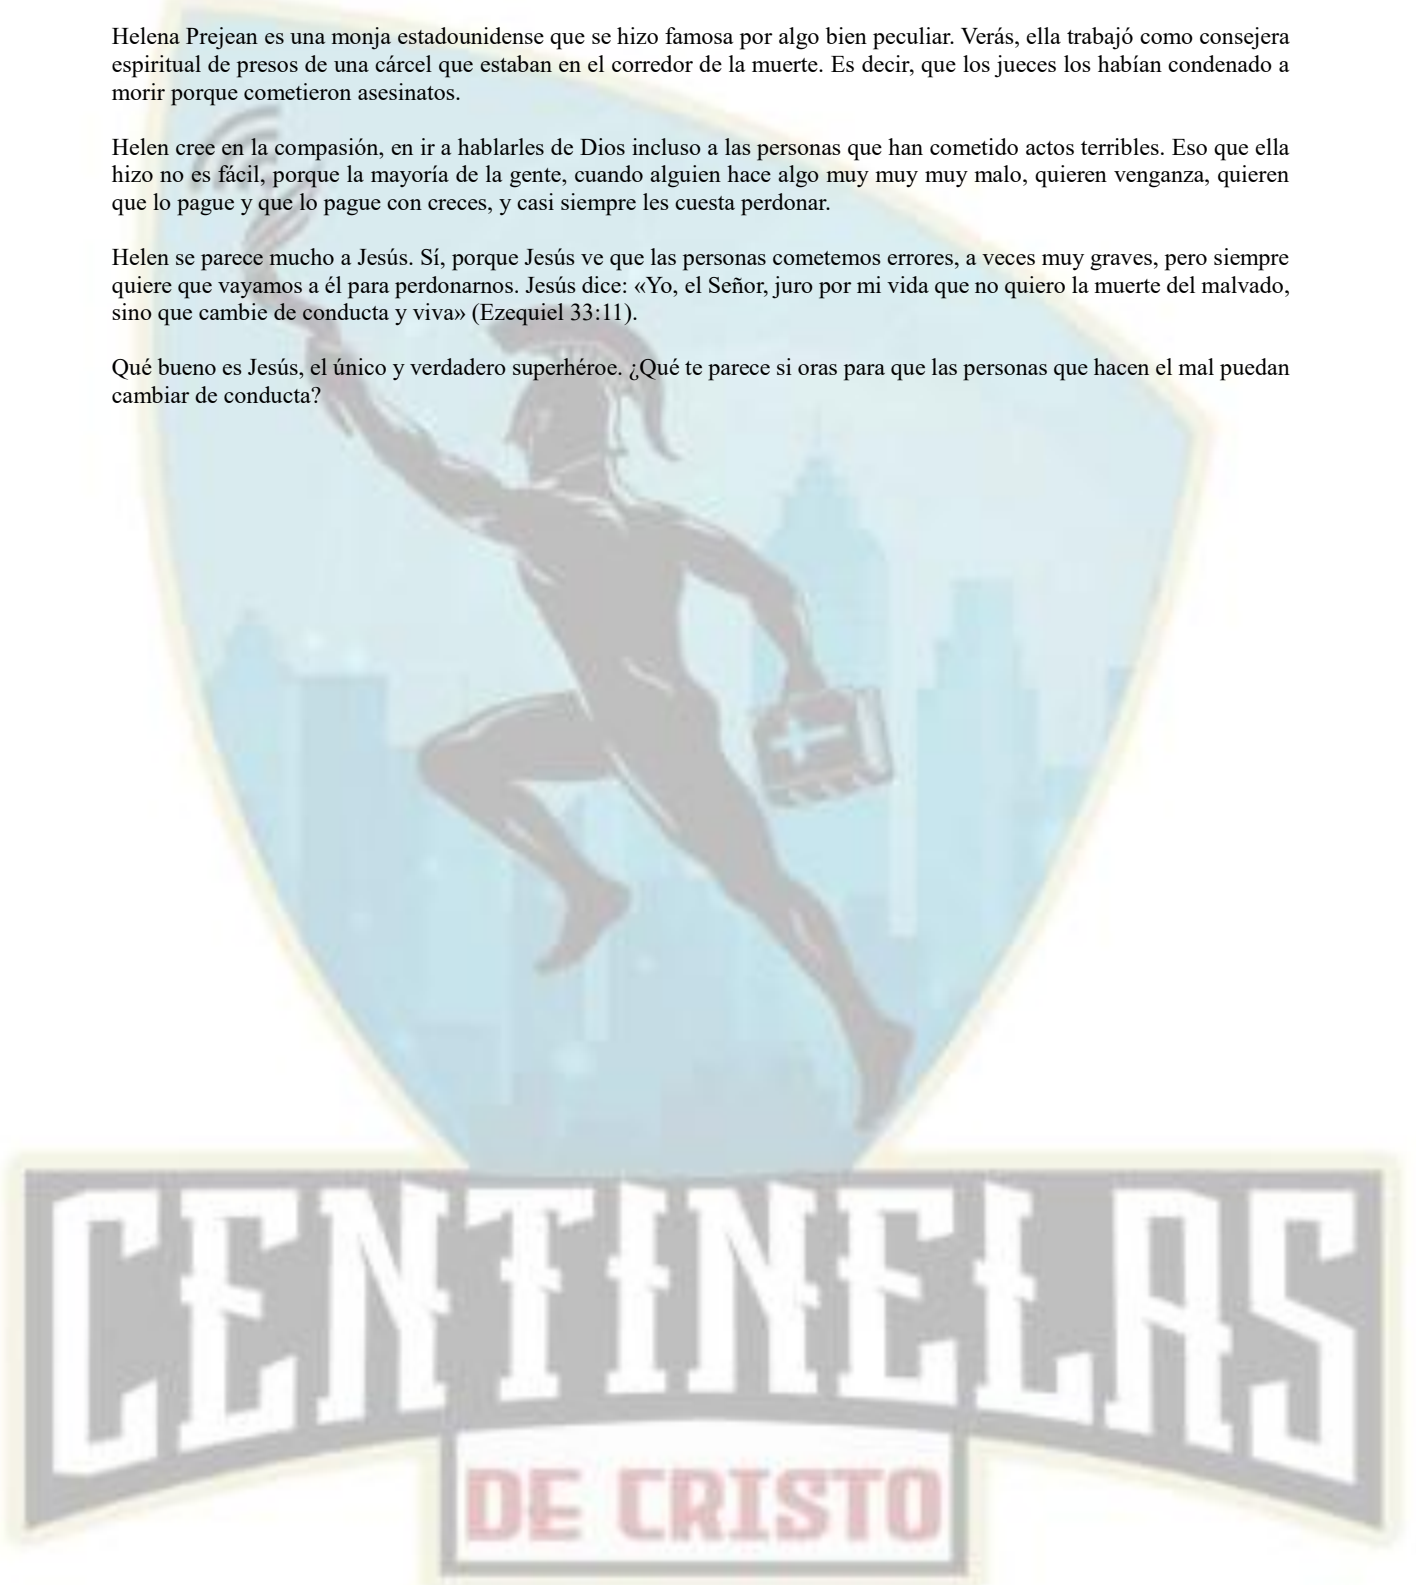 Helena Prejean es una monja estadounidense que se hizo famosa por algo bien peculiar. Verás, ella trabajó como consejera
espiritual de presos de una cárcel que estaban en el corredor de la muerte. Es decir, que los jueces los habían condenado a
morir porque cometieron asesinatos.
Helen cree en la compasión, en ir a hablarles de Dios incluso a las personas que han cometido actos terribles. Eso que ella
hizo no es fácil, porque la mayoría de la gente, cuando alguien hace algo muy muy muy malo, quieren venganza, quieren
que lo pague y que lo pague con creces, y casi siempre les cuesta perdonar.
Helen se parece mucho a Jesús. Sí, porque Jesús ve que las personas cometemos errores, a veces muy graves, pero siempre
quiere que vayamos a él para perdonarnos. Jesús dice: «Yo, el Señor, juro por mi vida que no quiero la muerte del malvado,
sino que cambie de conducta y viva» (Ezequiel 33:11).
Qué bueno es Jesús, el único y verdadero superhéroe. ¿Qué te parece si oras para que las personas que hacen el mal puedan
cambiar de conducta?
CENTINELAS
DE CRISTO